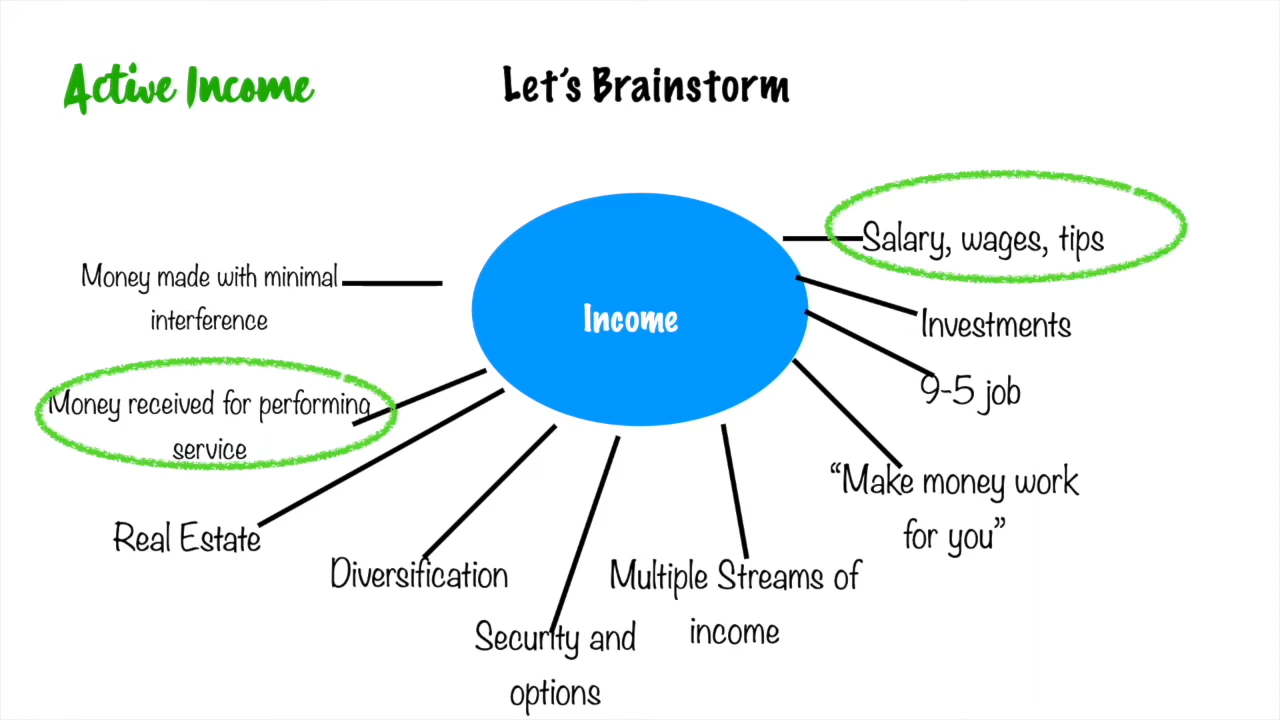 Active Income
Let's Brainstorm
Salary, wages, tips
Money made with minimal
interference
Income
Investments
9-5 job
Money received for performing
service
"Make money work
for you"
Real Estate
Diversification
Multiple Streams of
income
Security and
options